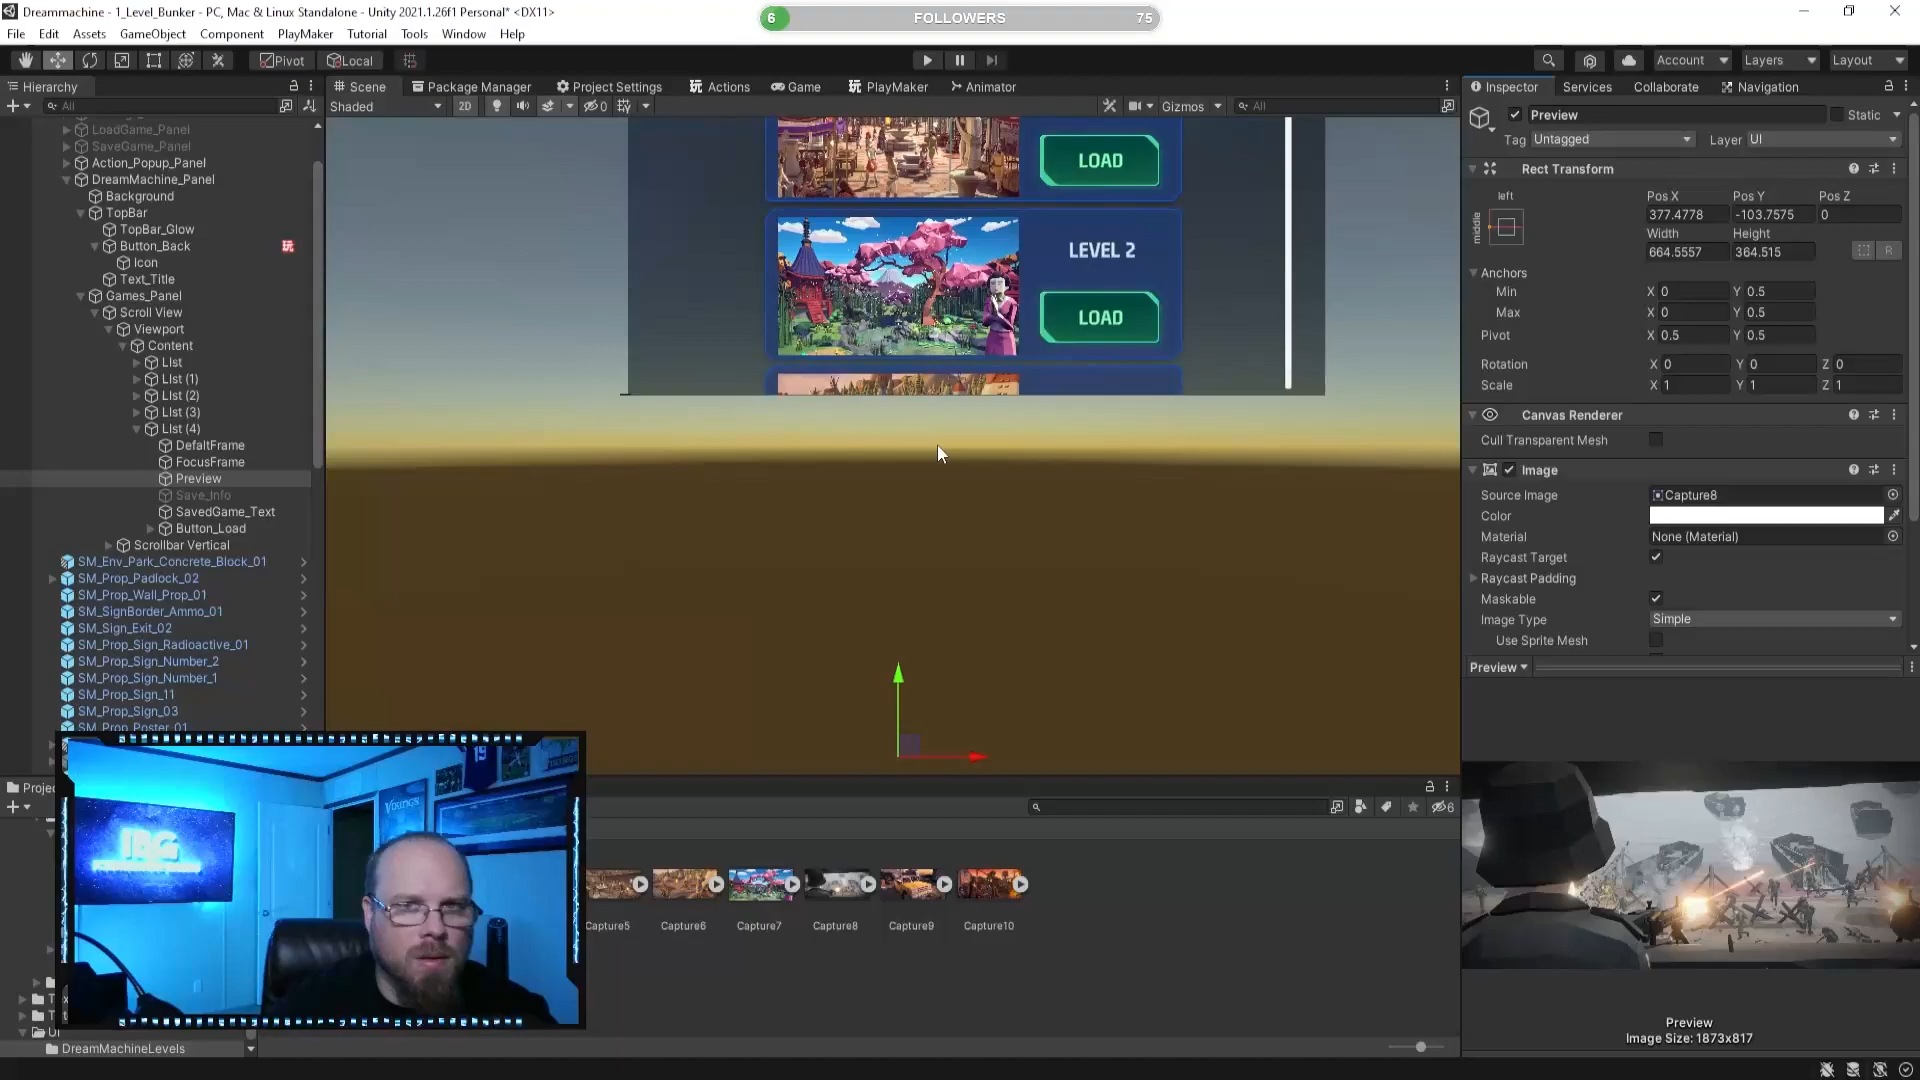 Dreammachine - 1_Level_Bunker - PC, Mac & Linux Standalone - Unity 2021.1.26f1 Personal* <DX11>
6 FOLLOWERS 75
File Edit Assets GameObject Component PlayMaker Tutorial Tools Window Help
Pivot Local
Account Layers Layout
Hierarchy
All
LoadGame_Panel
SaveGame_Panel
Action_Popup_Panel
DreamMachine_Panel
Background
TopBar
TopBar_Glow
Button_Back
Icon
Text_Title
Games_Panel
Scroll View
Viewport
Content
LIst
LIst (1)
LIst (2)
LIst (3)
LIst (4)
DefaltFrame
FocusFrame
Preview
Save_Info
SavedGame_Text
Button_Load
Scrollbar Vertical
SM_Env_Park_Concrete_Block_01
SM_Prop_Padlock_02
SM_Prop_Wall_Prop_01
SM_SignBorder_Ammo_01
SM_Sign_Exit_02
SM_Prop_Sign_Radioactive_01
SM_Prop_Sign_Number_2
SM_Prop_Sign_Number_1
SM_Prop_Sign_11
SM_Prop_Sign_03
SM_Prop_Poster_01
Scene Package Manager Project Settings Actions Game PlayMaker Animator
Shaded 2D 0 Gizmos All
LOAD
LEVEL 2
LOAD
Inspector Services Collaborate Navigation
Preview Static
Tag Untagged Layer UI
Rect Transform
left
middle
Pos X Pos Y Pos Z
377.4778 -103.7575 0
Width Height
664.5557 364.515
R
Anchors
Min X 0 Y 0.5
Max X 0 Y 0.5
Pivot X 0.5 Y 0.5
Rotation X 0 Y 0 Z 0
Scale X 1 Y 1 Z 1
Canvas Renderer
Cull Transparent Mesh
Image
Source Image Capture8
Color
Material None (Material)
Raycast Target
Raycast Padding
Maskable
Image Type Simple
Use Sprite Mesh
Preview
Preview
Image Size: 1873x817
6
Capture5 Capture6 Capture7 Capture8 Capture9 Capture10
VIKINGS
19
IBG
DreamMachineLevels